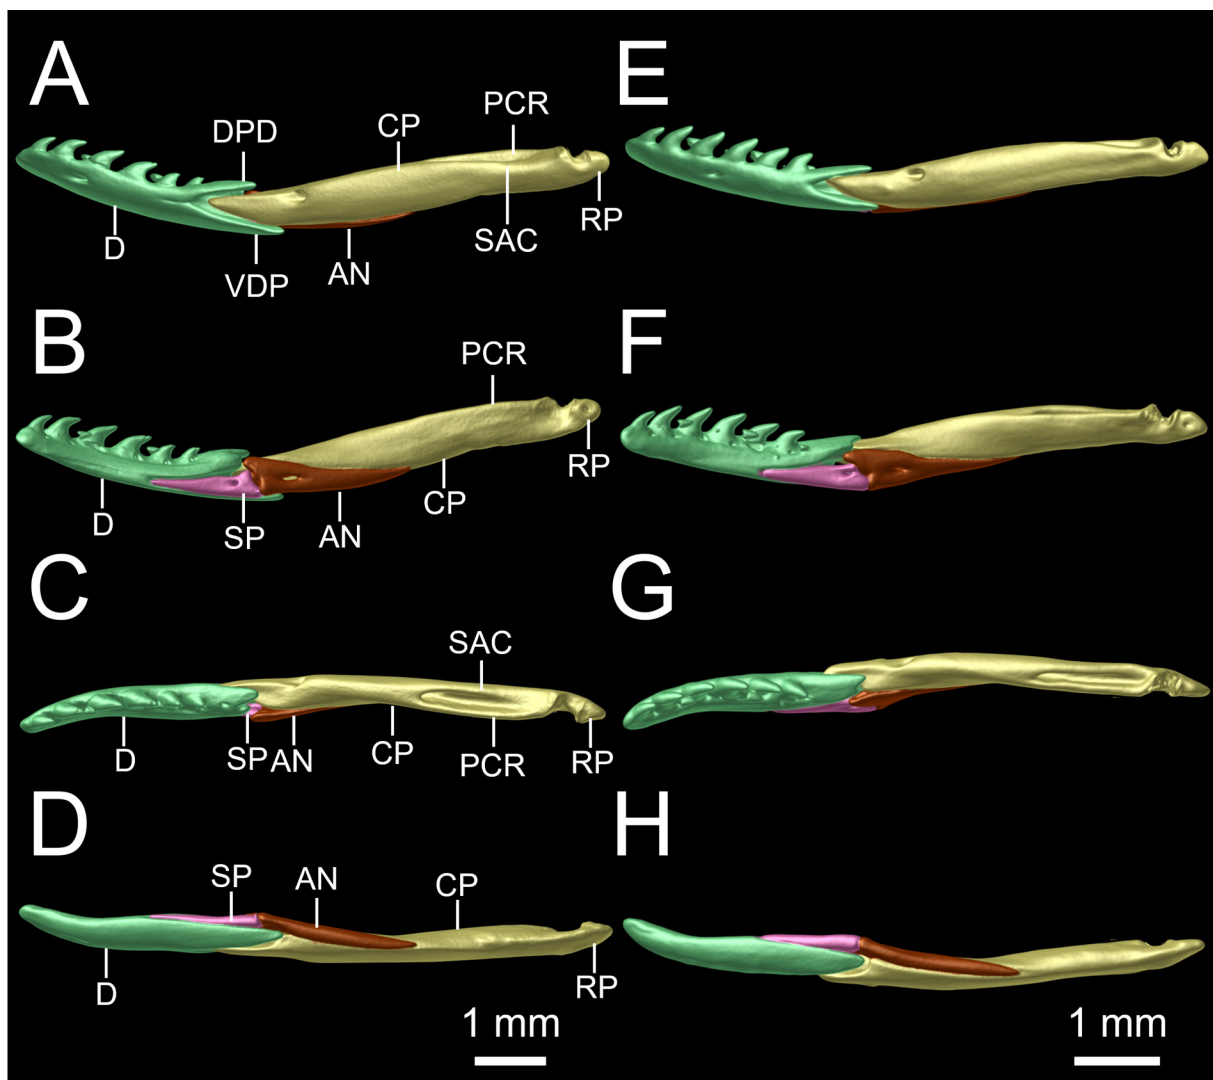 A
DPD
CP
PCR
D
VDP
AN
SAC
RP
E
B
PCR
D
SP
AN
CP
RP
F
C
SAC
D
SP
AN
CP
PCR
RP
G
D
SP
AN
CP
D
RP
1 mm
H
1 mm